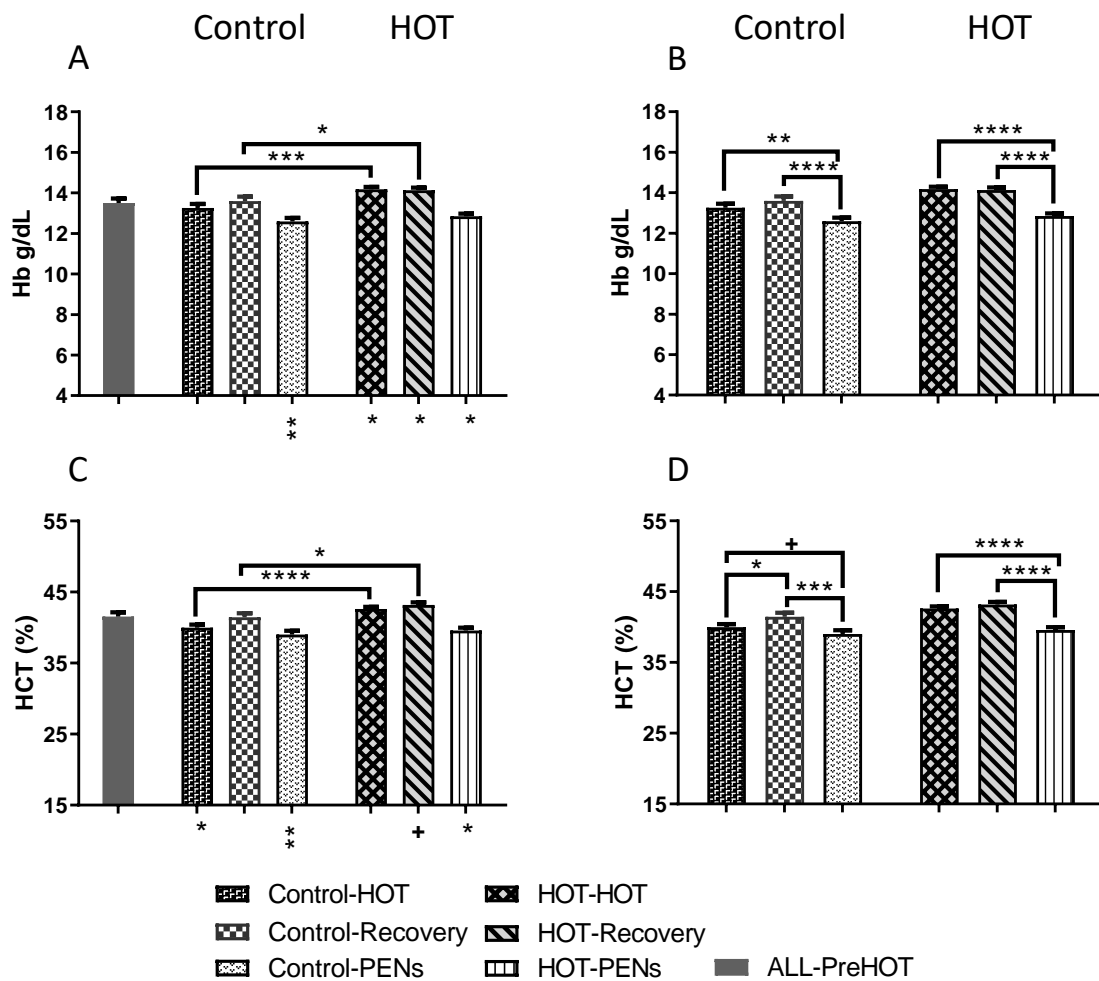 Control HOT Control HOT
A B
18 18
16 16
14 14
12 12
10 10
8 8
6 6
4 4
Hb g/dL Hb g/dL
* ** ****
*** **** ****
** * * *
C D
55 55
45 45
35 35
25 25
15 15
HCT (%) HCT (%)
* + ****
**** * *** ****
* ** + *
Control-HOT HOT-HOT
Control-Recovery HOT-Recovery
Control-PENs HOT-PENs ALL-PreHOT